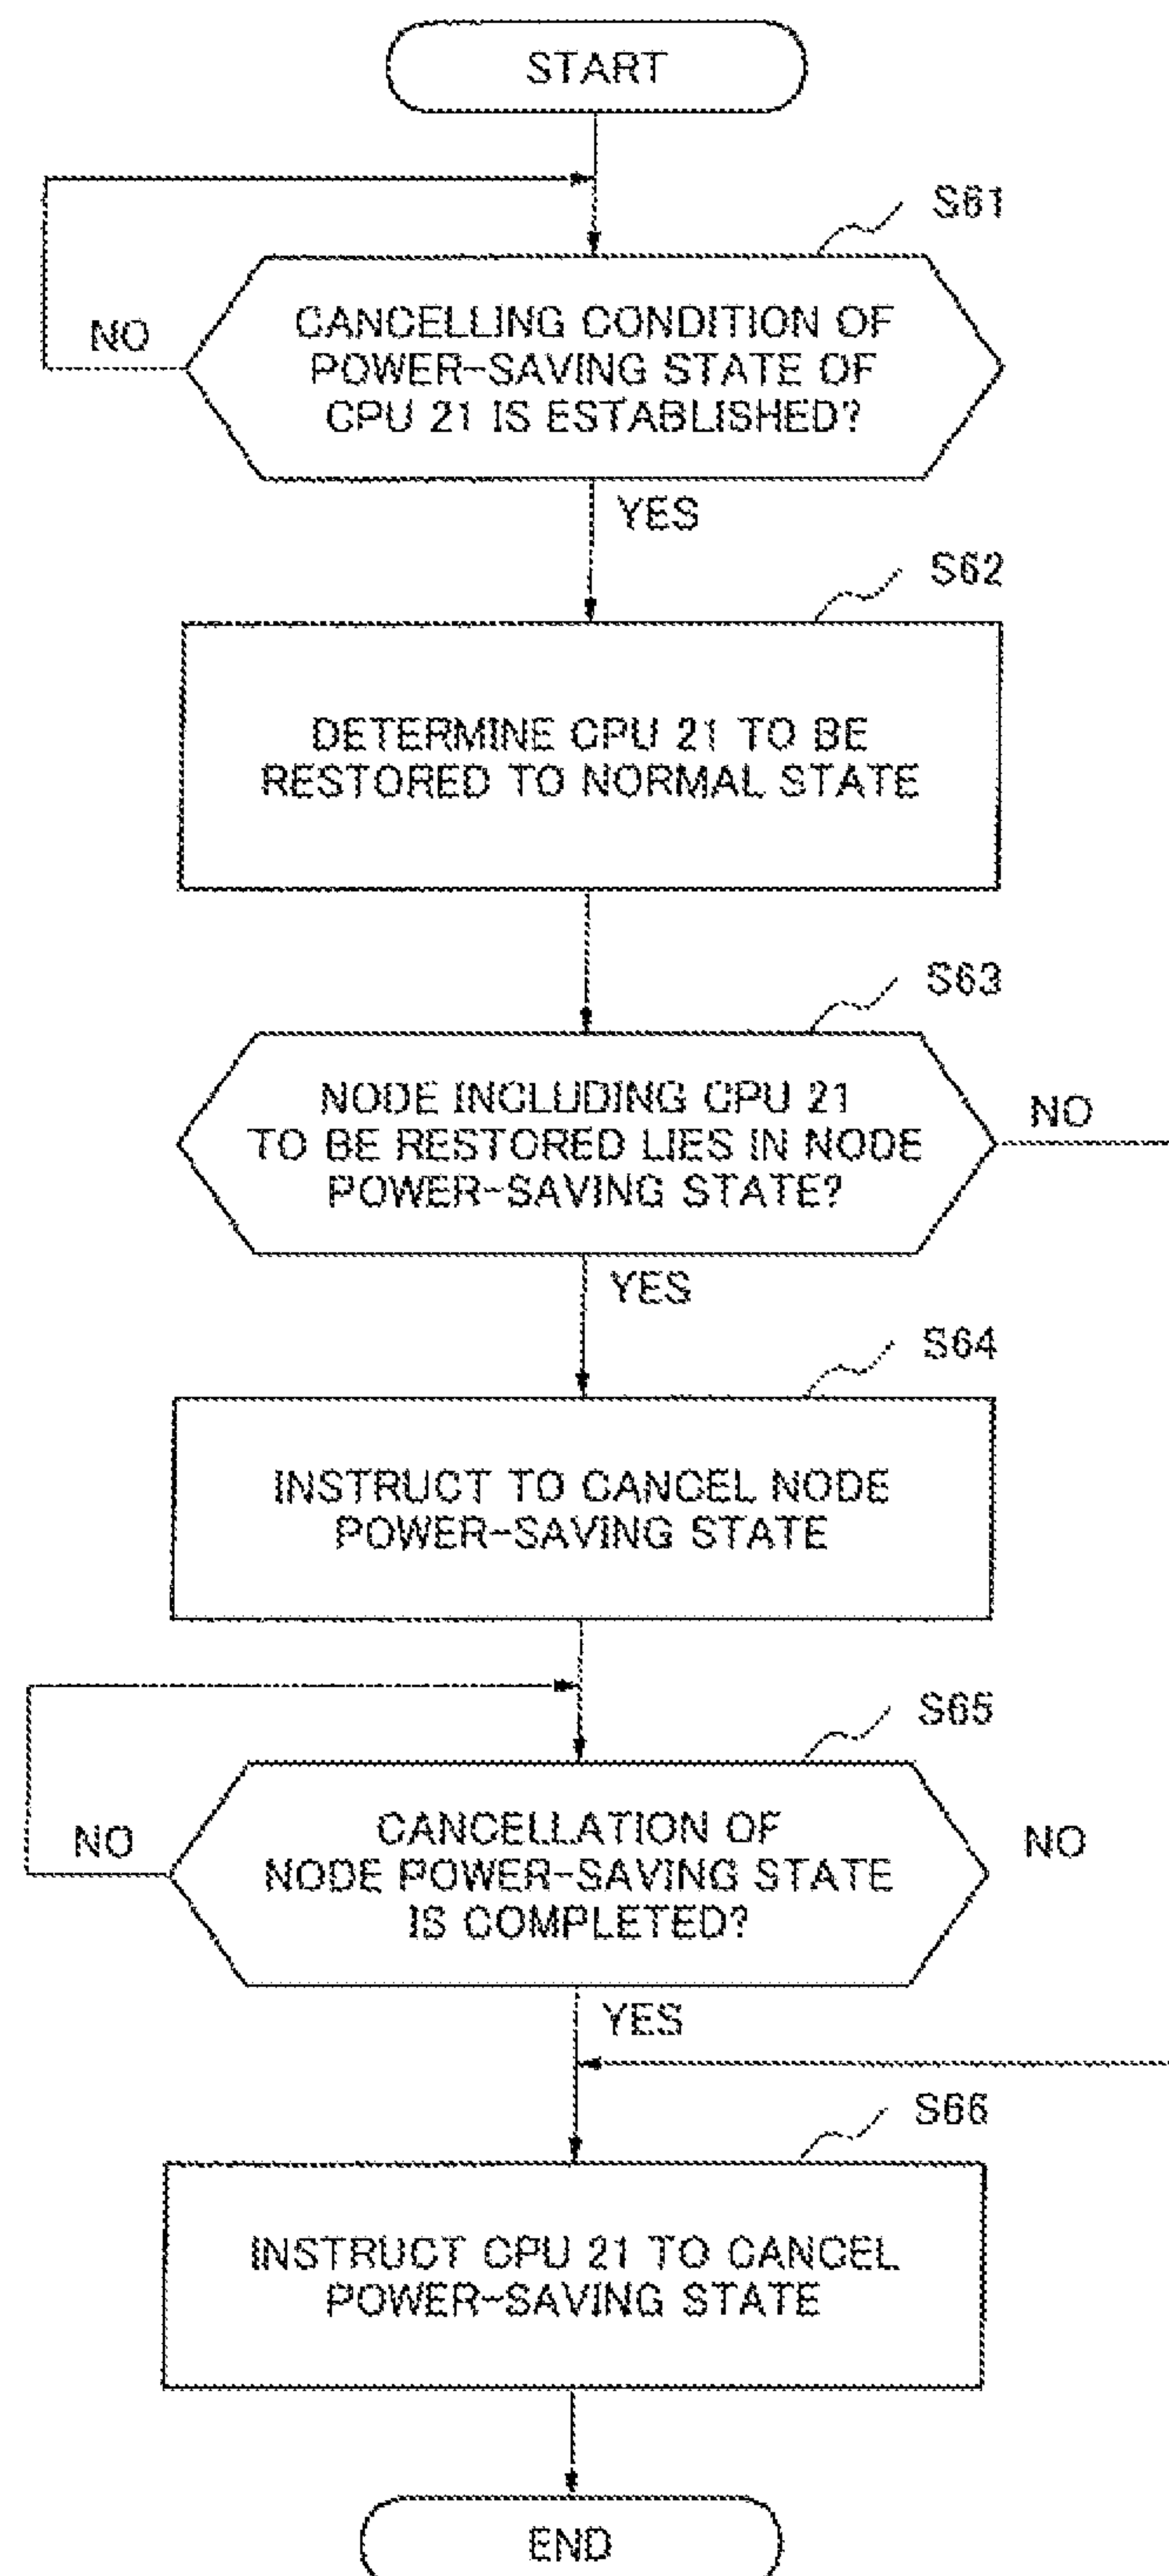 START
S61
CANCELLING CONDITION OF
POWER-SAVING STATE OF
CPU 21 IS ESTABLISHED?
NO
YES
S62
DETERMINE CPU 21 TO BE
RESTORED TO NORMAL STATE
S63
NODE INCLUDING CPU 21
TO BE RESTORED LIES IN NODE
POWER-SAVING STATE?
NO
YES
S64
INSTRUCT TO CANCEL NODE
POWER-SAVING STATE
S65
CANCELLATION OF
NODE POWER-SAVING STATE
IS COMPLETED?
NO
NO
YES
S66
INSTRUCT CPU 21 TO CANCEL
POWER-SAVING STATE
END